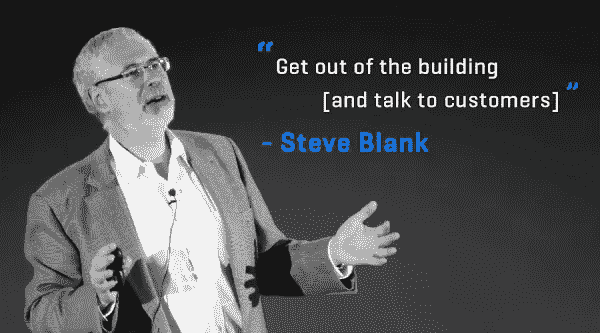 “Get out of the building
[and talk to customers]”
- Steve Blank